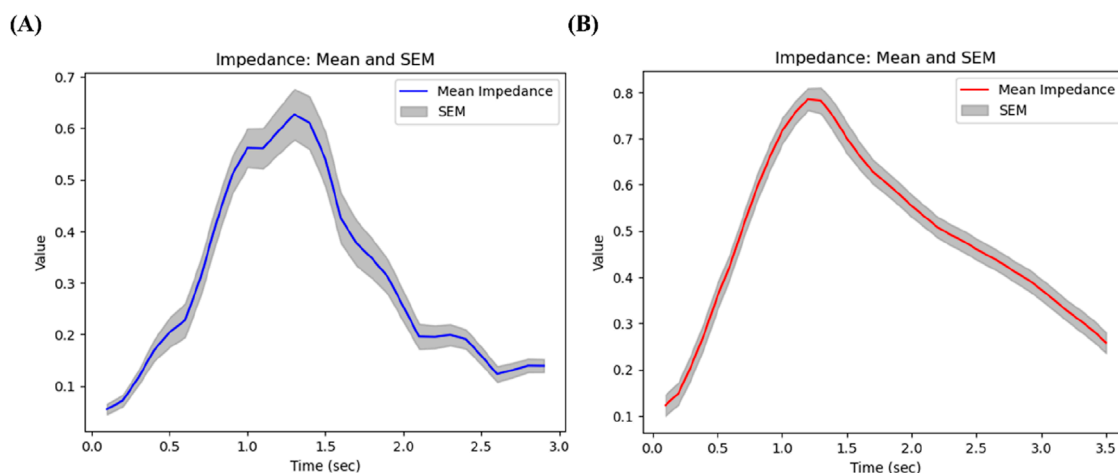 (A)
Impedance: Mean and SEM
Mean Impedance
SEM
0.7
0.6
0.5
0.4
0.3
0.2
0.1
Value
0.0 0.5 1.0 1.5 2.0 2.5 3.0
Time (sec)
(B)
Impedance: Mean and SEM
Mean Impedance
SEM
0.8
0.7
0.6
0.5
0.4
0.3
0.2
0.1
Value
0.0 0.5 1.0 1.5 2.0 2.5 3.0 3.5
Time (sec)